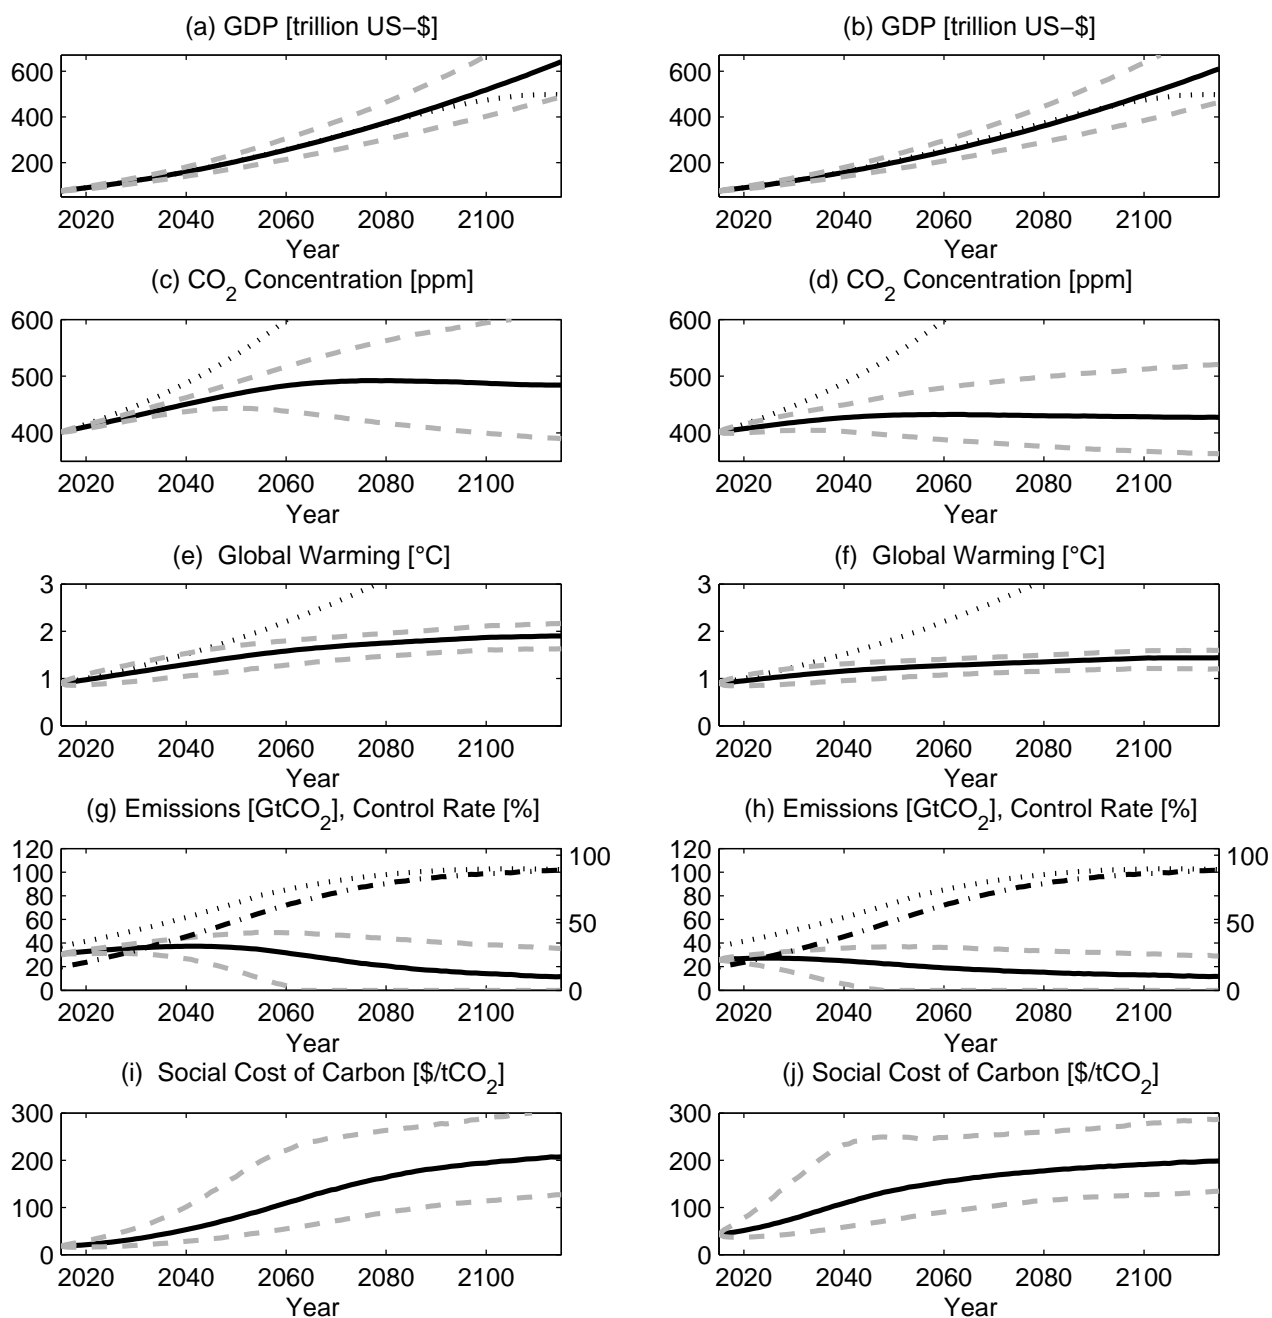 (a) GDP [trillion US−$]
600
400
200
2020 2040 2060 2080 2100
Year
(b) GDP [trillion US−$]
600
400
200
2020 2040 2060 2080 2100
Year
(c) CO2 Concentration [ppm]
600
500
400
2020 2040 2060 2080 2100
Year
(d) CO2 Concentration [ppm]
600
500
400
2020 2040 2060 2080 2100
Year
(e) Global Warming [°C]
3
2
1
0
2020 2040 2060 2080 2100
Year
(f) Global Warming [°C]
3
2
1
0
2020 2040 2060 2080 2100
Year
(g) Emissions [GtCO2], Control Rate [%]
120
100
80
60
40
20
0
100
50
0
2020 2040 2060 2080 2100
Year
(h) Emissions [GtCO2], Control Rate [%]
120
100
80
60
40
20
0
100
50
0
2020 2040 2060 2080 2100
Year
(i) Social Cost of Carbon [$/tCO2]
300
200
100
0
2020 2040 2060 2080 2100
Year
(j) Social Cost of Carbon [$/tCO2]
300
200
100
0
2020 2040 2060 2080 2100
Year